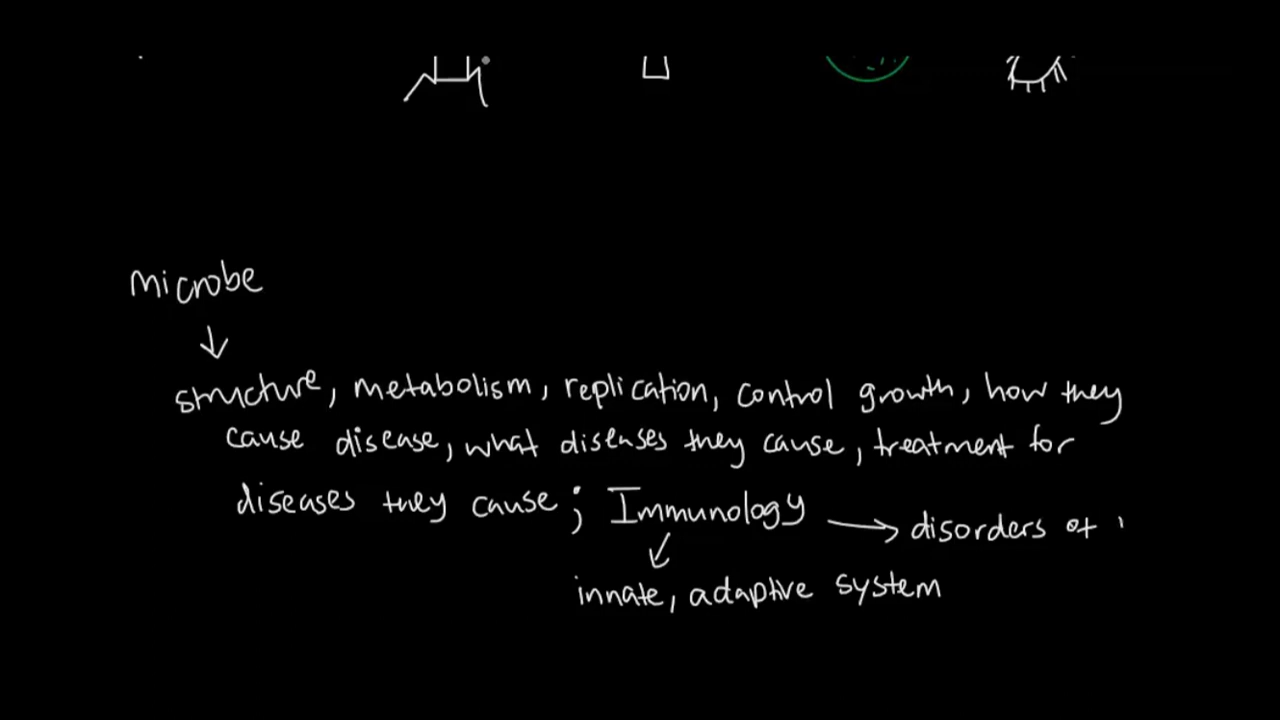 Microbe
↓
structure, metabolism, replication, control growth, how they
cause disease, what diseases they cause, treatment for
diseases they cause; Immunology → disorders of
↓
innate, adaptive system